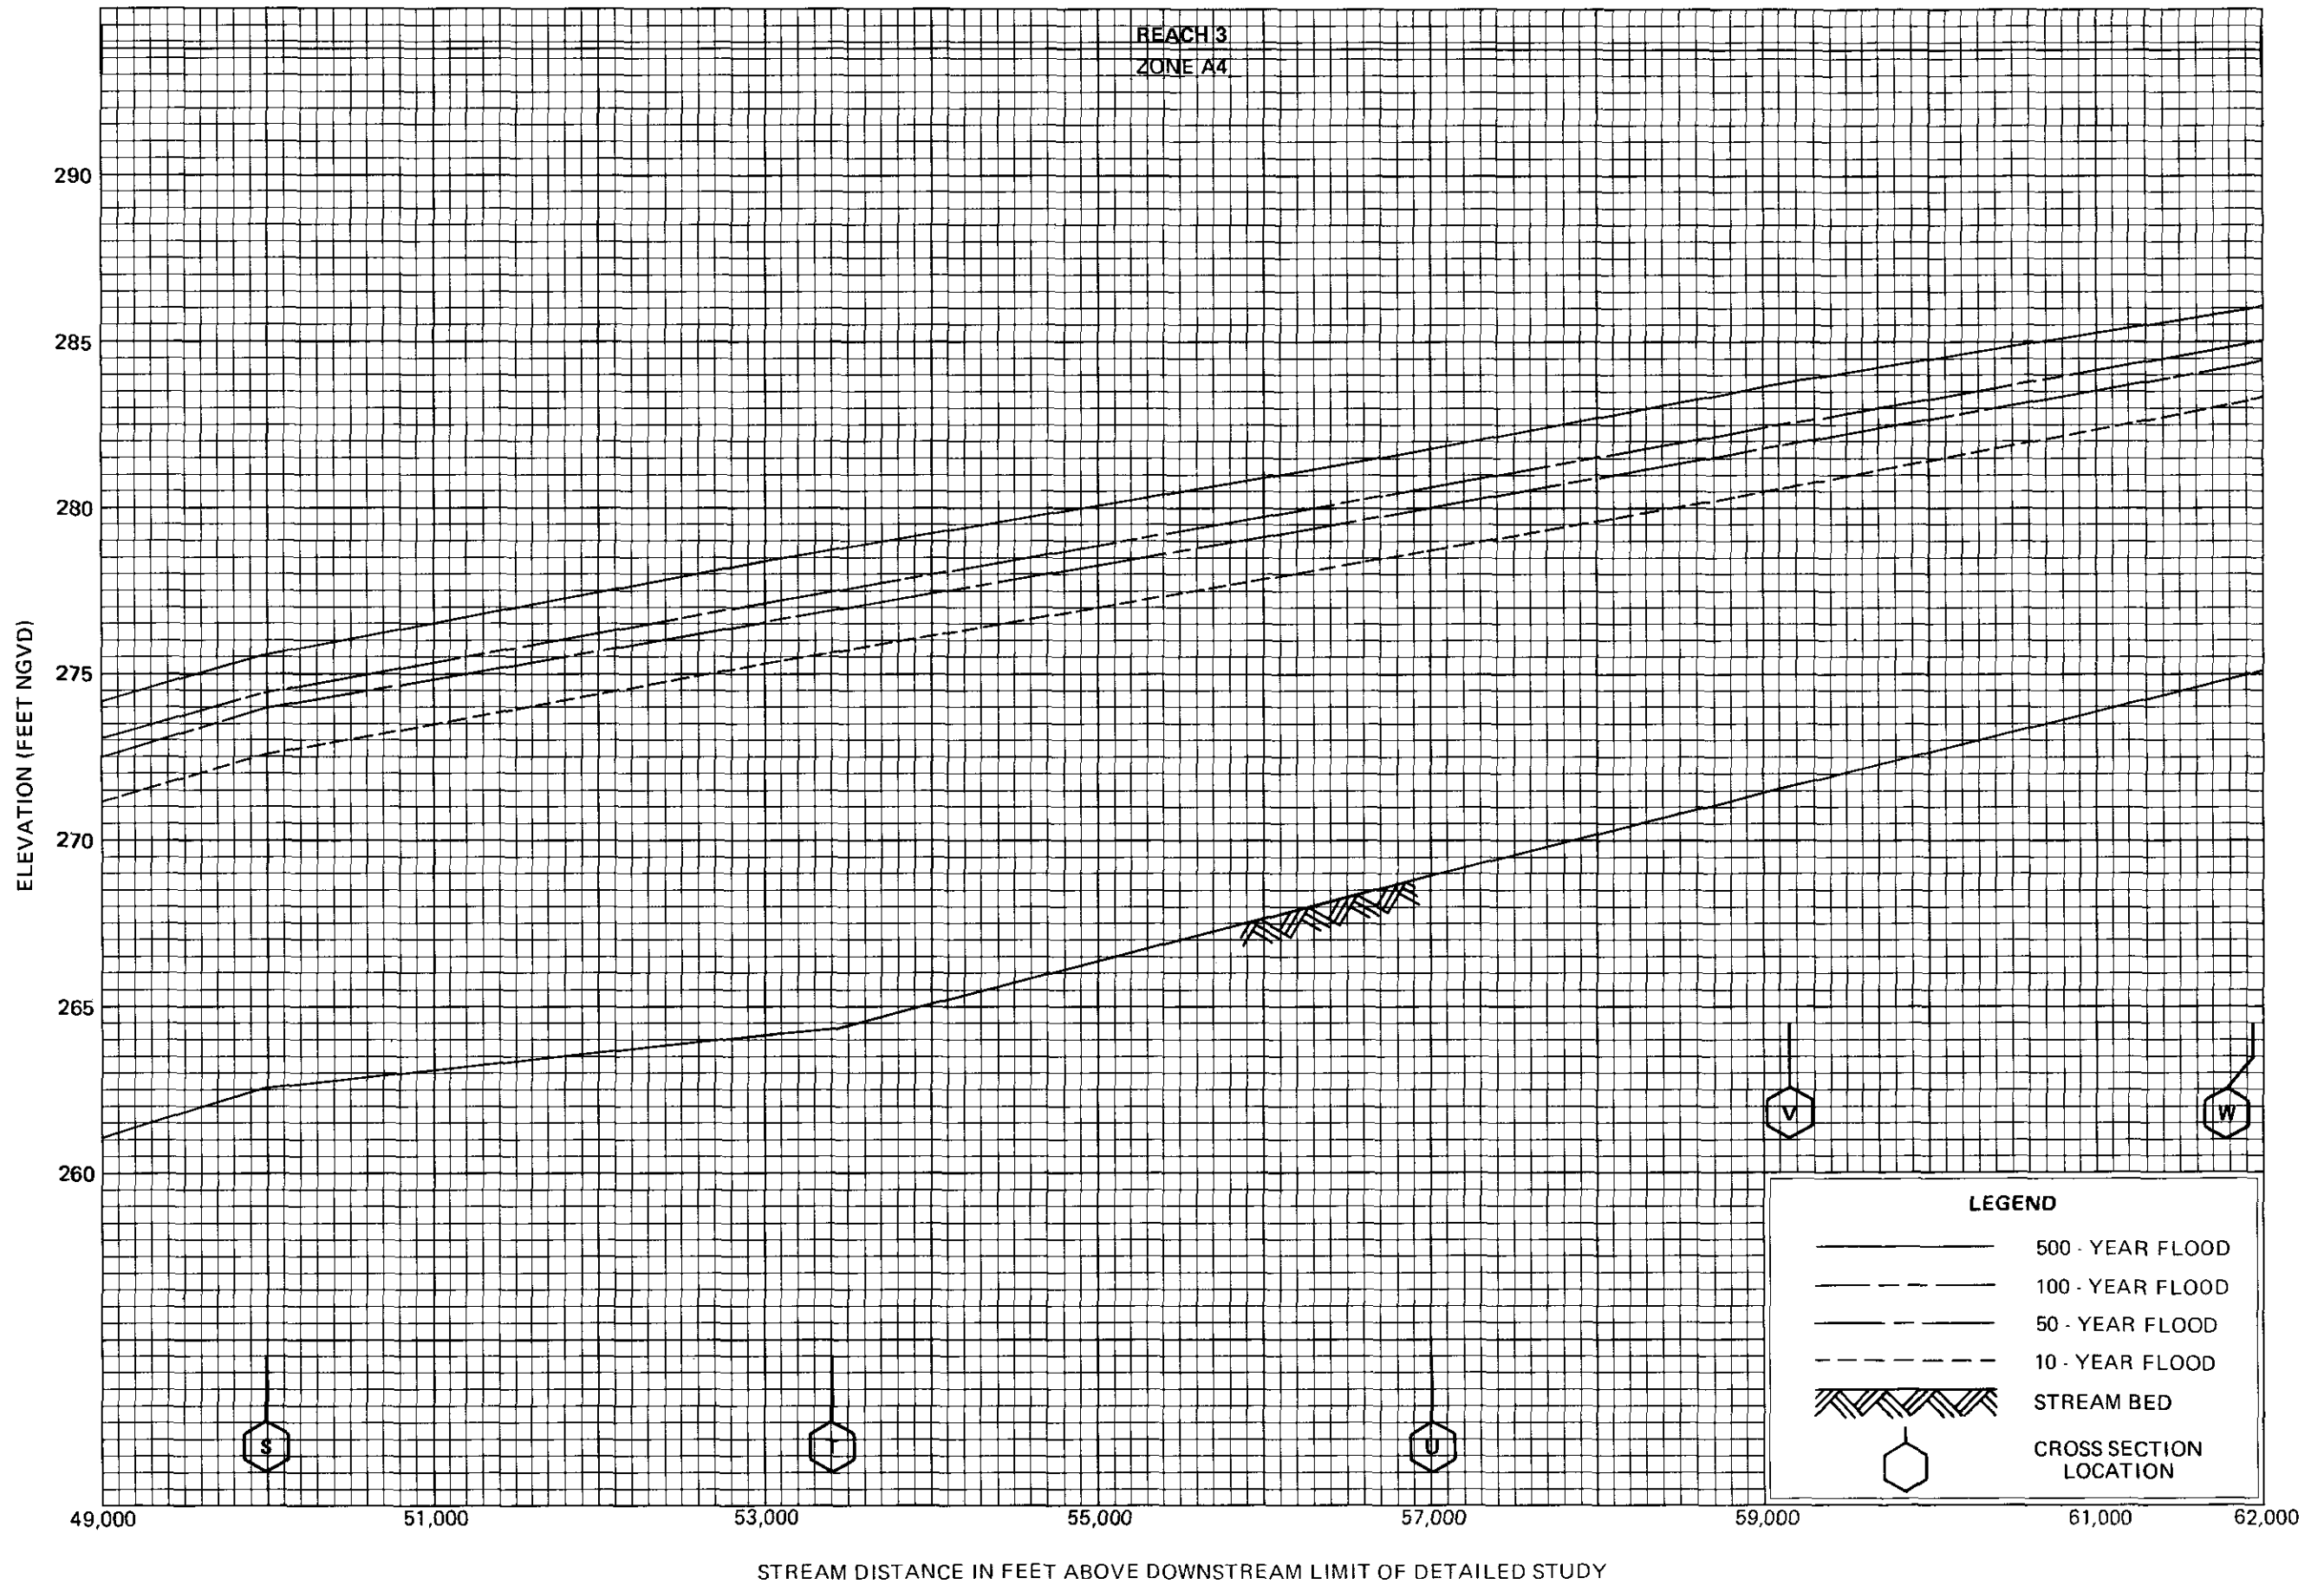 REACH 3
ZONE A4
ELEVATION (FEET NGVD)
290
285
280
275
270
265
260
S
T
U
V
W
LEGEND
500 - YEAR FLOOD
100 - YEAR FLOOD
50 - YEAR FLOOD
10 - YEAR FLOOD
STREAM BED
CROSS SECTION
LOCATION
49,000
51,000
53,000
55,000
57,000
59,000
61,000
62,000
STREAM DISTANCE IN FEET ABOVE DOWNSTREAM LIMIT OF DETAILED STUDY